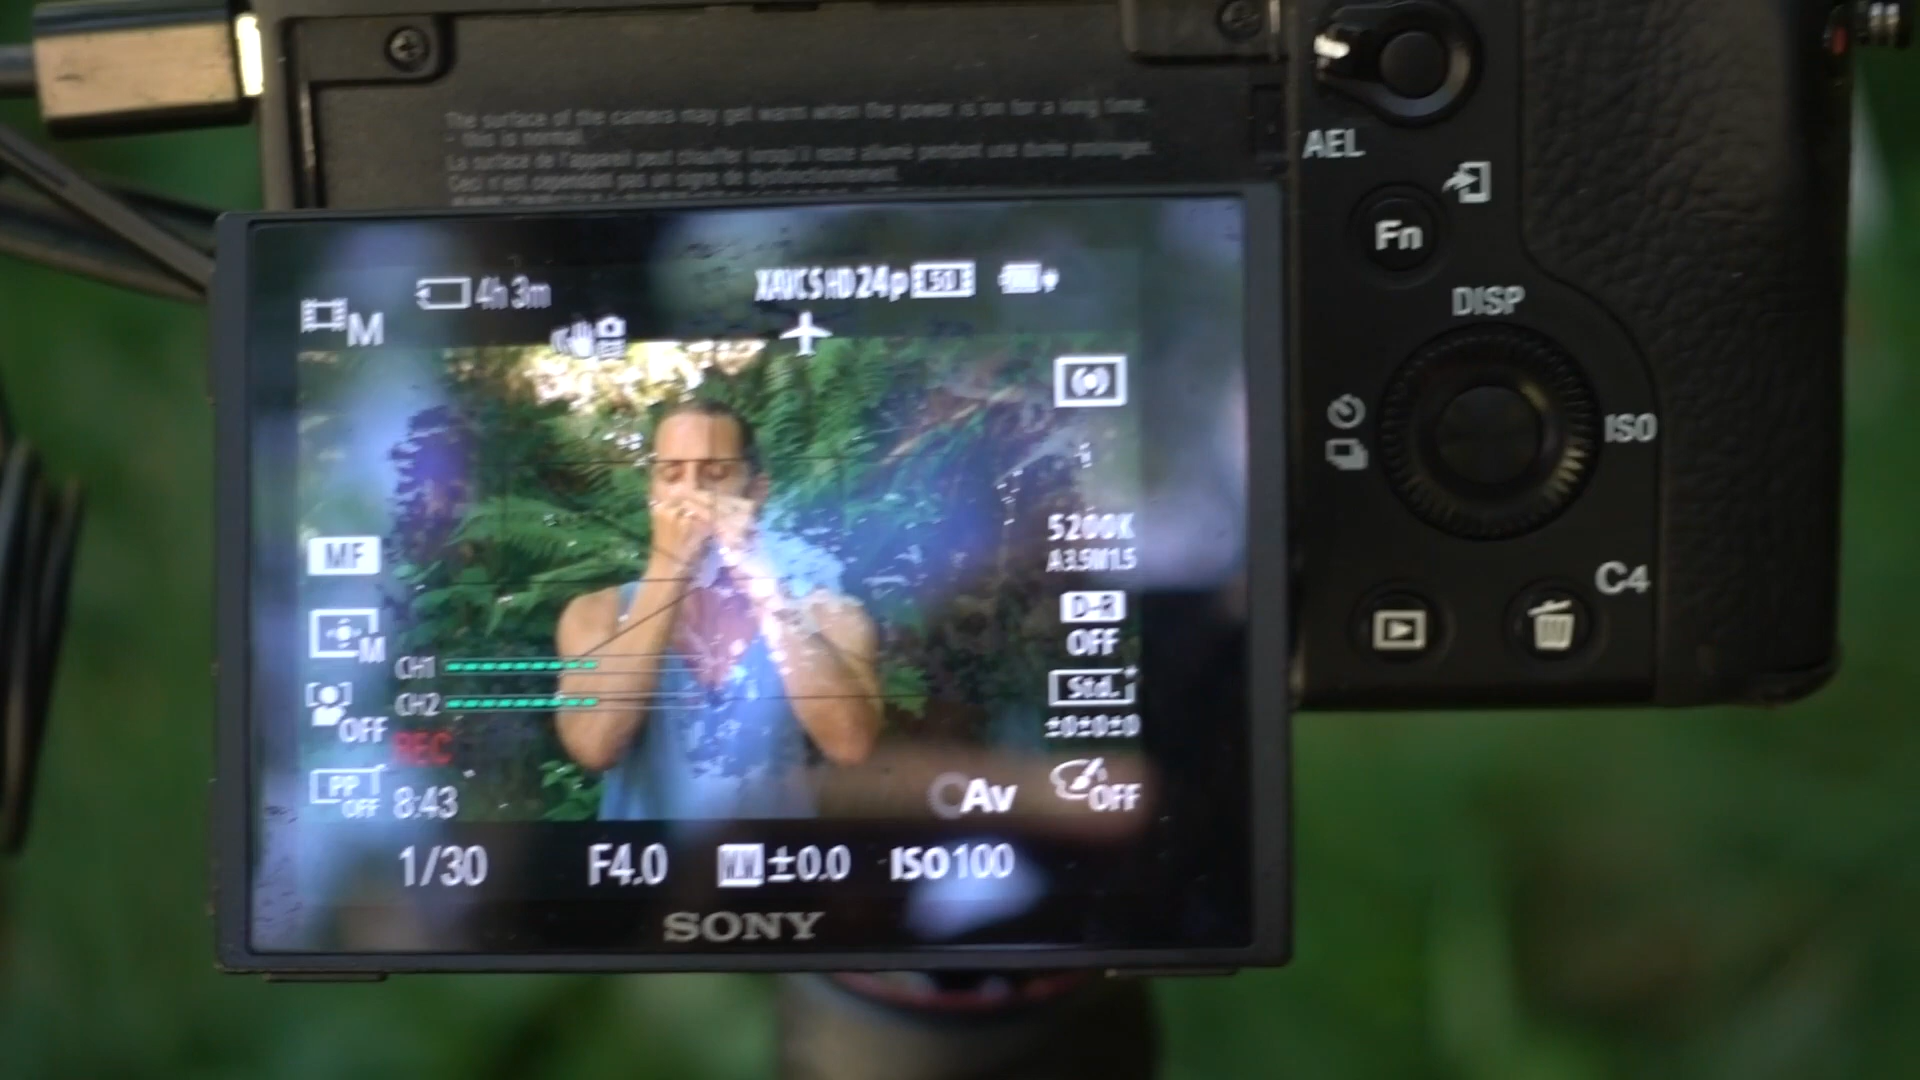 The surface of the camera may get warm when the power is on for a long time.
- This is normal.
La surface de l'appareil peut chauffer lorsqu'il reste allumé pendant une durée prolongée.
Ceci n'est cependant pas un signe de dysfonctionnement.
AEL
Fn
DISP
ISO
C4
M
4h 3m
XAVC S HD 24p 50
MF
M
OFF
PP OFF
CH1
CH2
REC
8:43
5200K
A3.5M1.5
D-R
OFF
Std.
±0±0±0
Av
OFF
1/30
F4.0
±0.0
ISO100
SONY